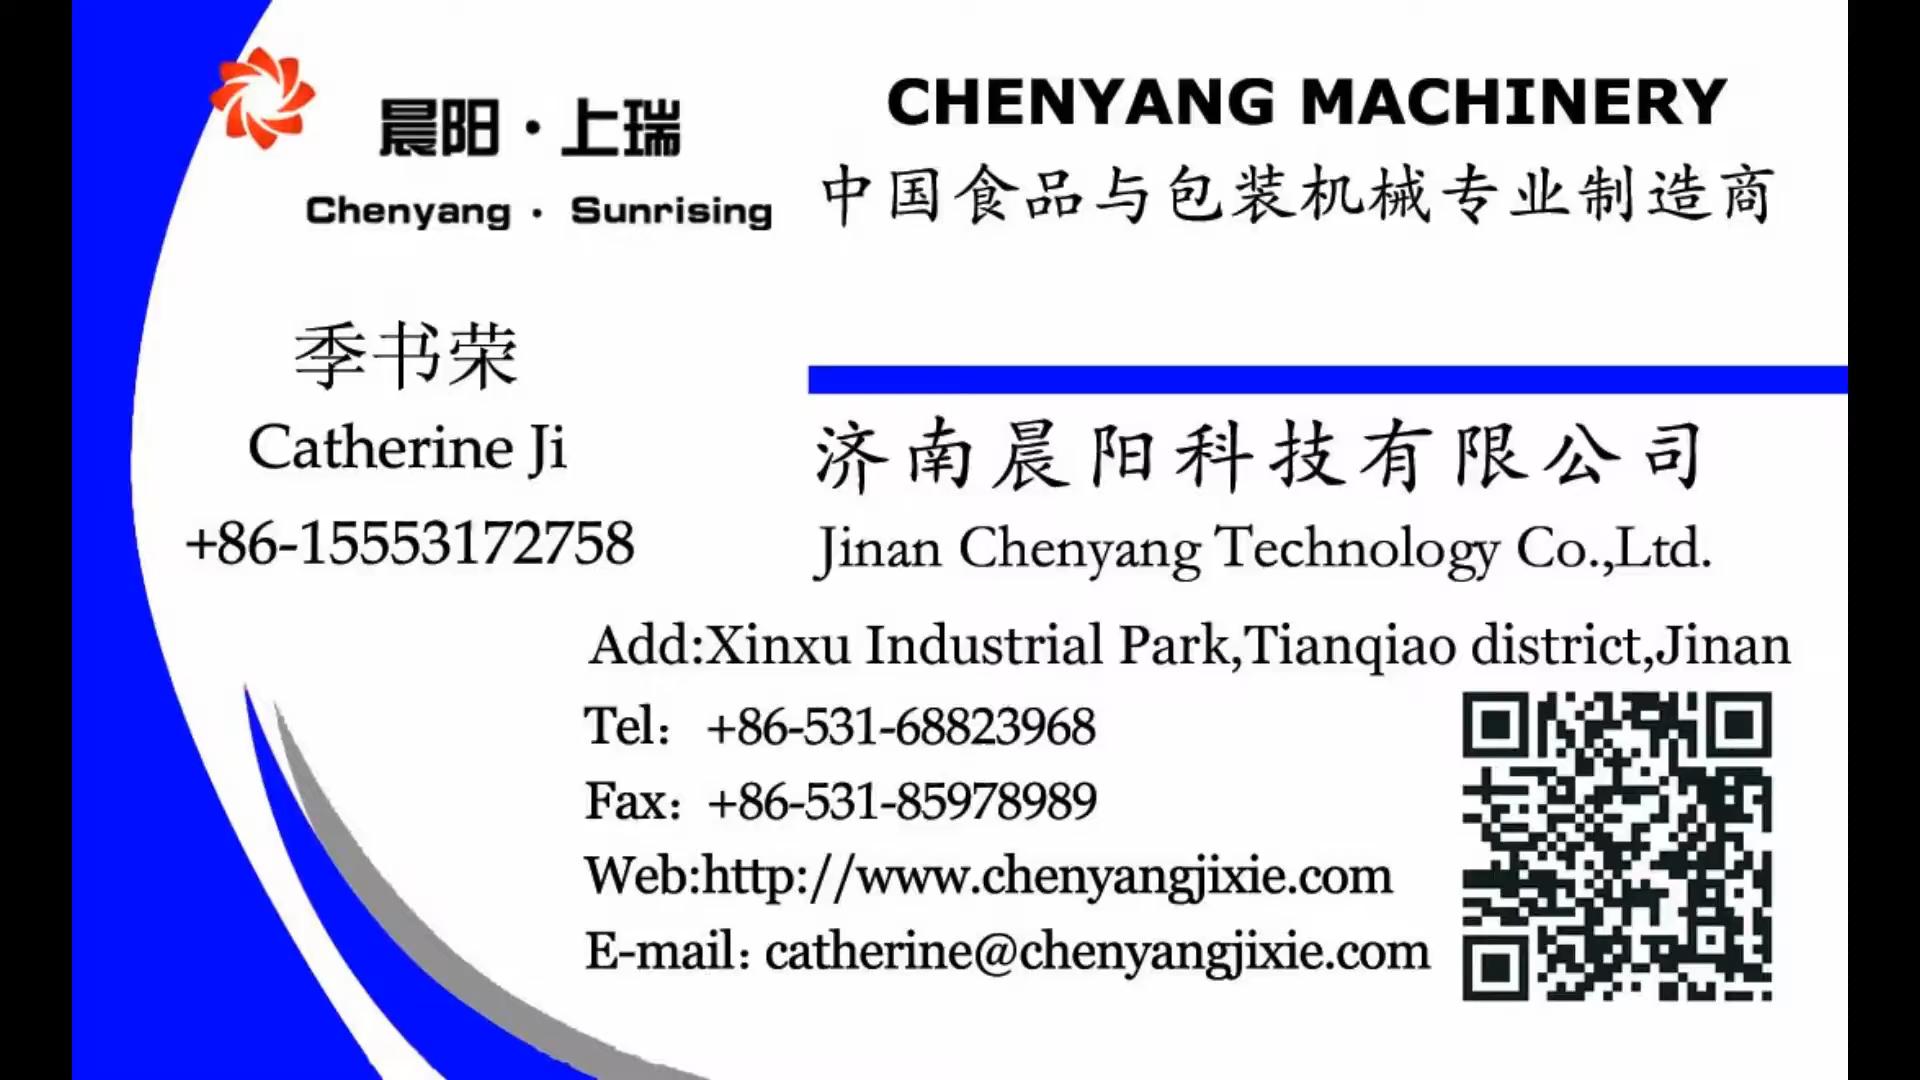 晨阳·上瑞
Chenyang · Sunrising
CHENYANG MACHINERY
中国食品与包装机械专业制造商
季书荣
Catherine Ji
+86-15553172758
济南晨阳科技有限公司
Jinan Chenyang Technology Co.,Ltd.
Add:Xinxu Industrial Park,Tianqiao district,Jinan
Tel：+86-531-68823968
Fax：+86-531-85978989
Web:http://www.chenyangjixie.com
E-mail：catherine@chenyangjixie.com